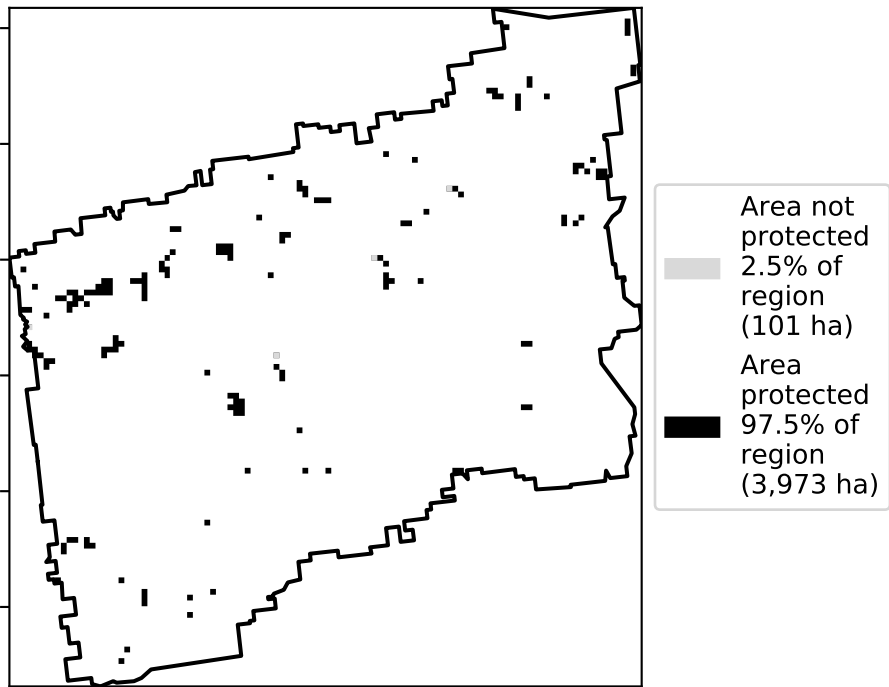 Area not
protected
2.5% of
region
(101 ha)
Area
protected
97.5% of
region
(3,973 ha)